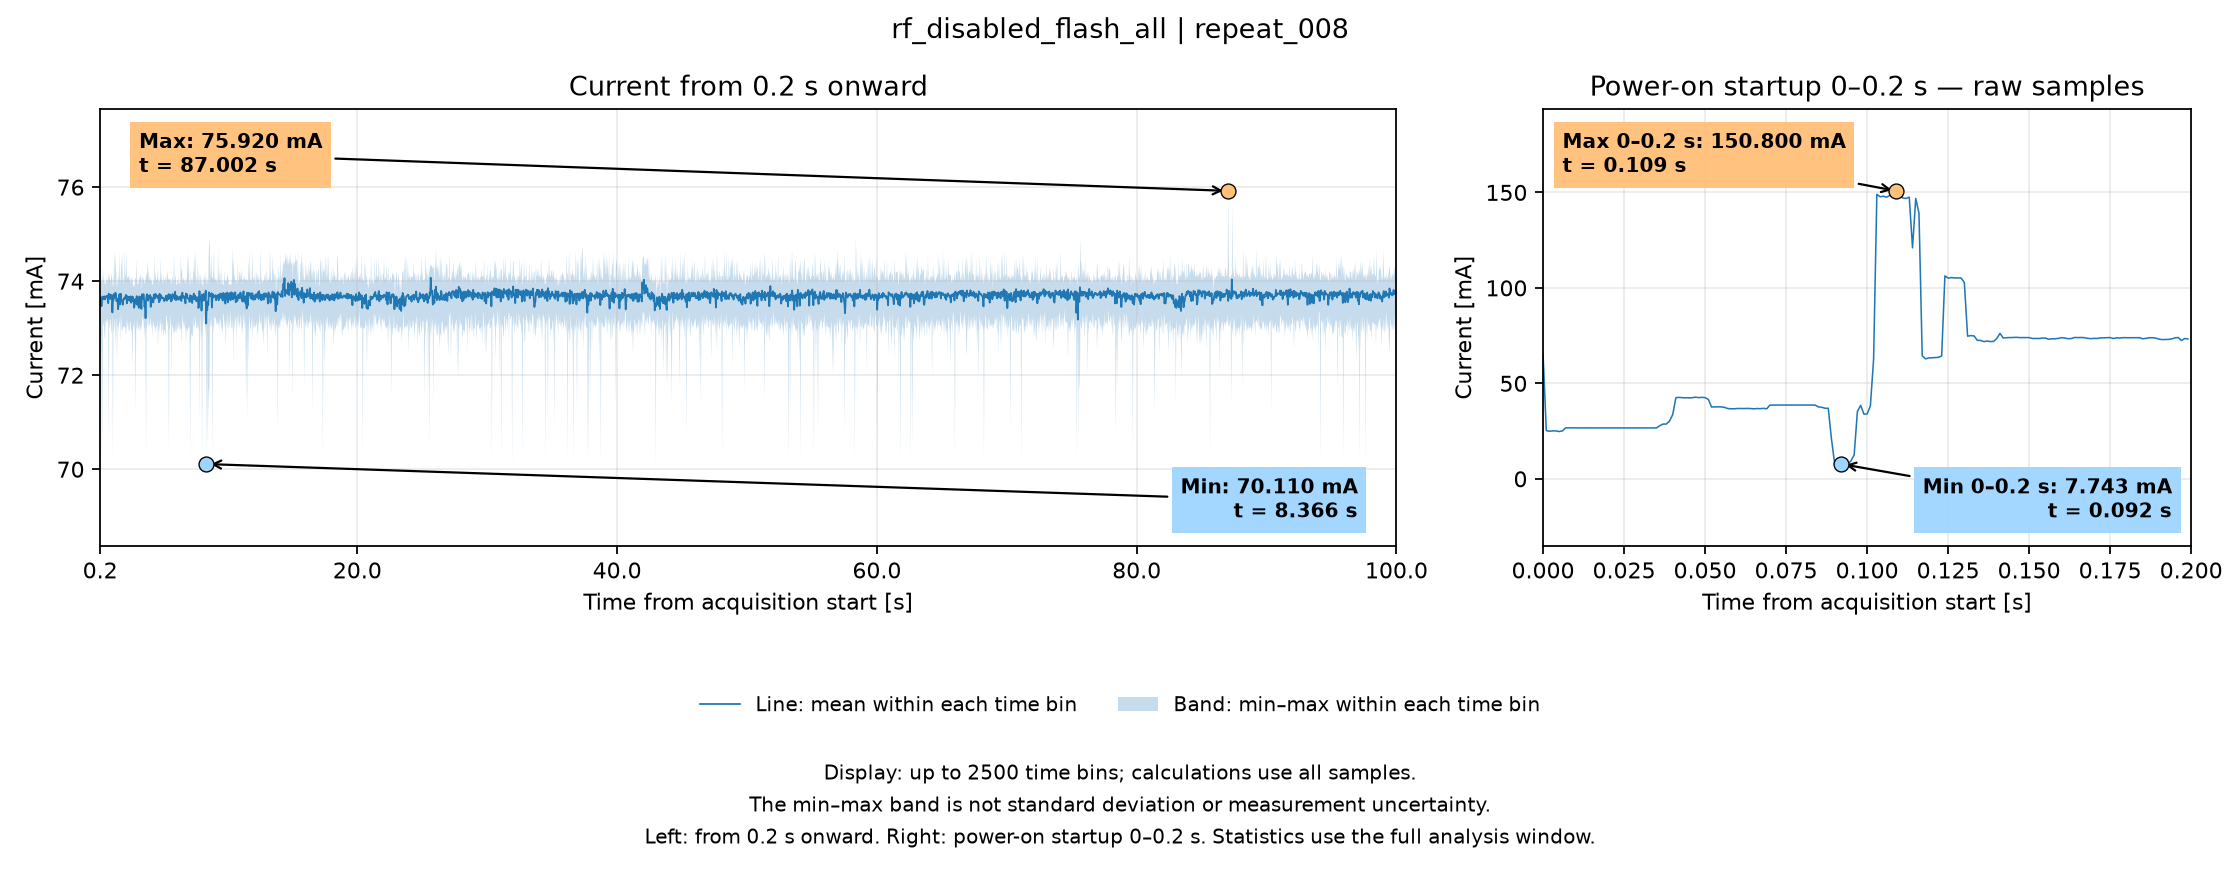 rf_disabled_flash_all | repeat_008
Current from 0.2 s onward
Max: 75.920 mA
t = 87.002 s
Min: 70.110 mA
t = 8.366 s
Current [mA]
76
74
72
70
0.2
20.0
40.0
60.0
80.0
100.0
Time from acquisition start [s]
Power-on startup 0–0.2 s — raw samples
Max 0–0.2 s: 150.800 mA
t = 0.109 s
Min 0–0.2 s: 7.743 mA
t = 0.092 s
Current [mA]
150
100
50
0
0.000
0.025
0.050
0.075
0.100
0.125
0.150
0.175
0.200
Time from acquisition start [s]
Line: mean within each time bin
Band: min–max within each time bin
Display: up to 2500 time bins; calculations use all samples.
The min–max band is not standard deviation or measurement uncertainty.
Left: from 0.2 s onward. Right: power-on startup 0–0.2 s. Statistics use the full analysis window.